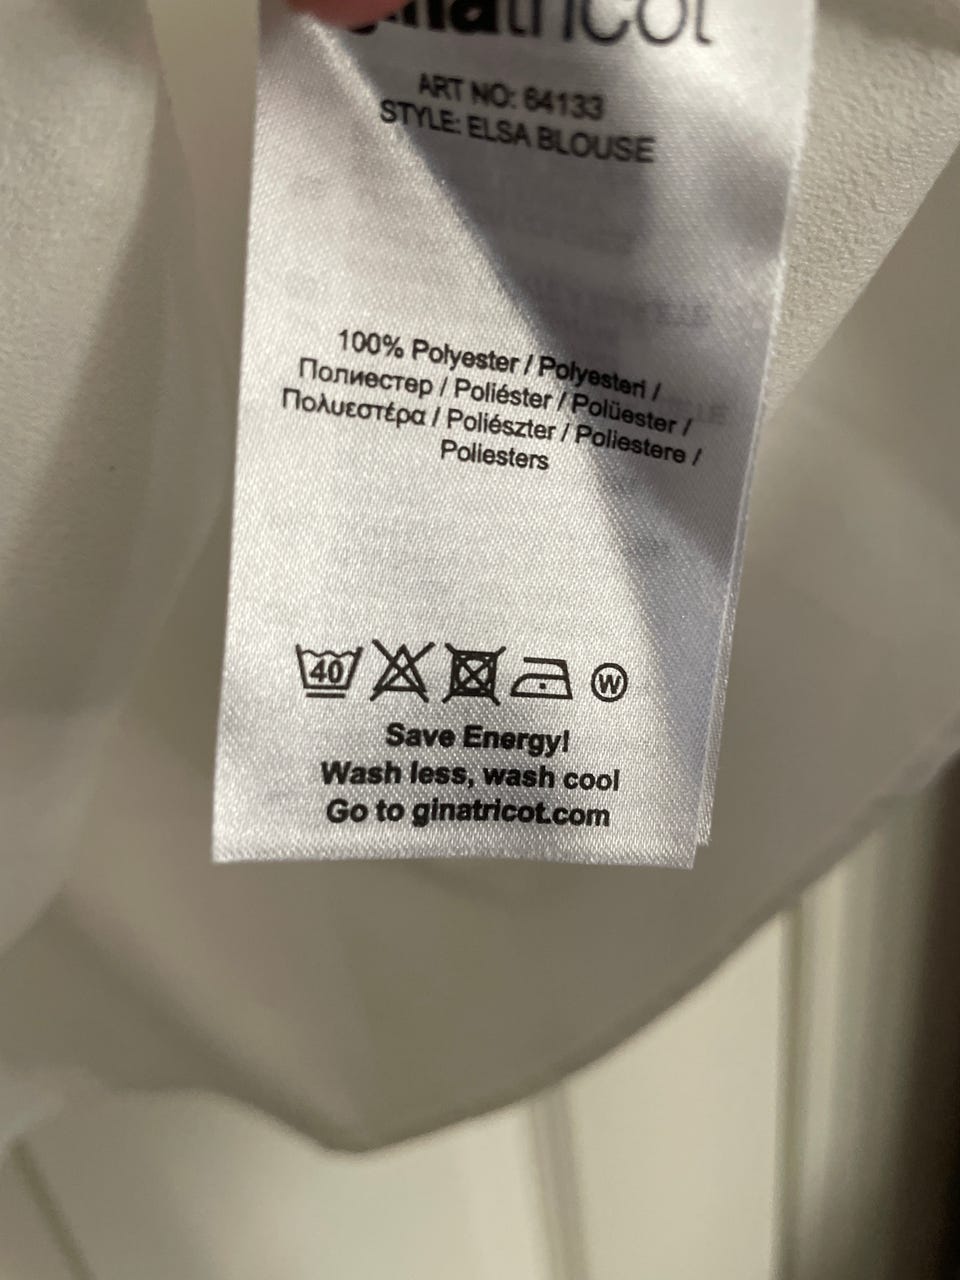 ginatricot
ART NO: 64133
STYLE: ELSA BLOUSE
100% Polyester / Polyesteri /
Полиестер / Poliéster / Polüester /
Πολυεστέρα / Poliészter / Poliestere /
Poliesters
40
W
Save Energy!
Wash less, wash cool
Go to ginatricot.com